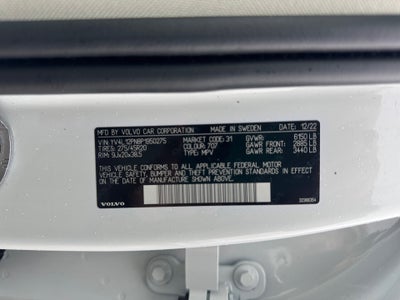 MFD BY VOLVO CAR CORPORATION MADE IN SWEDEN 12/22
VIN: YV4L12PN8P1950275 MARKET CODE: 31 GVWR: 6150 LB
TIRES: 275/45R20 COLOUR: 707 GAWR FRONT: 2885 LB
RIM: 9Jx20x38.5 TYPE: MPV GAWR REAR: 3440 LB
THIS VEHICLE CONFORMS TO ALL APPLICABLE FEDERAL MOTOR
VEHICLE SAFETY, BUMPER AND THEFT PREVENTION STANDARDS IN EFFECT ON THE
DATE OF MANUFACTURE SHOWN ABOVE.
VOLVO